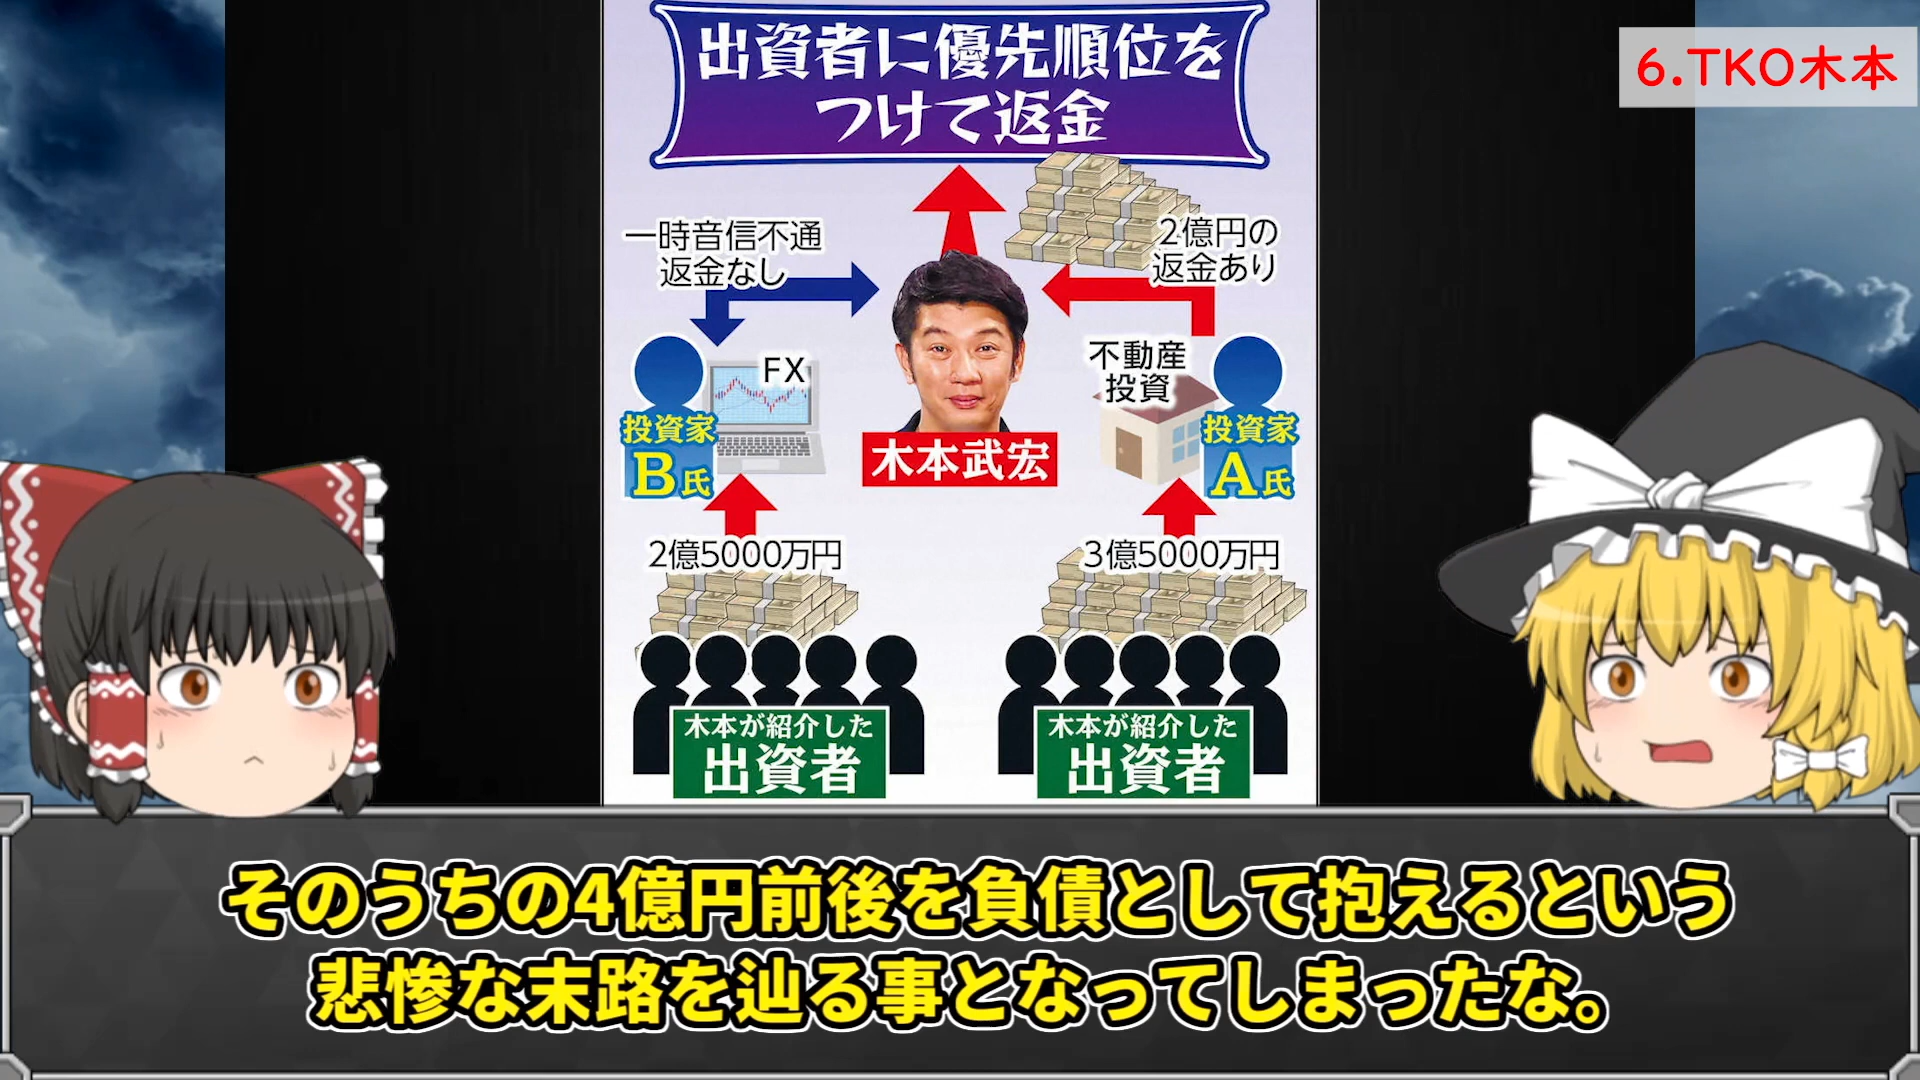 出資者に優先順位を
つけて返金
6.TKO木本
一時音信不通
返金なし
2億円の
返金あり
FX
不動産
投資
投資家
B氏
木本武宏
投資家
A氏
2億5000万円
3億5000万円
木本が紹介した
出資者
木本が紹介した
出資者
そのうちの4億円前後を負債として抱えるという
悲惨な末路を辿る事となってしまったな。